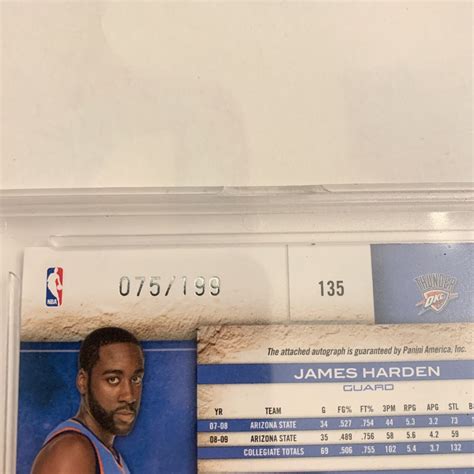 NBA
075/199
135
THUNDER
OKC
The attached autograph is guaranteed by Panini America, Inc.
JAMES HARDEN
GUARD
YR TEAM G FG% FT% 3PM RPG APG STL
07-08 ARIZONA STATE 34 .527 .754 44 5.3 3.2 73
08-09 ARIZONA STATE 35 .489 .756 58 5.6 4.2 59
COLLEGIATE TOTALS 69 .506 .755 102 5.4 3.7 132